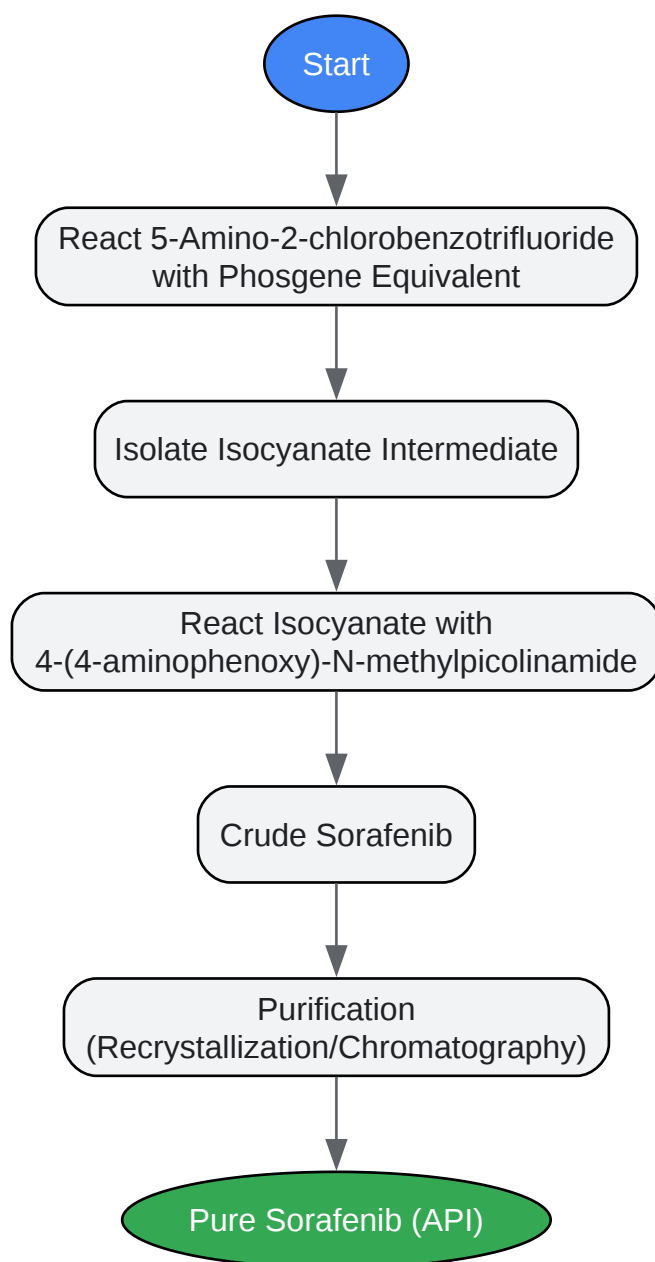 Start
React 5-Amino-2-chlorobenzotrifluoride
with Phosgene Equivalent
Isolate Isocyanate Intermediate
React Isocyanate with
4-(4-aminophenoxy)-N-methylpicolinamide
Crude Sorafenib
Purification
(Recrystallization/Chromatography)
Pure Sorafenib (API)